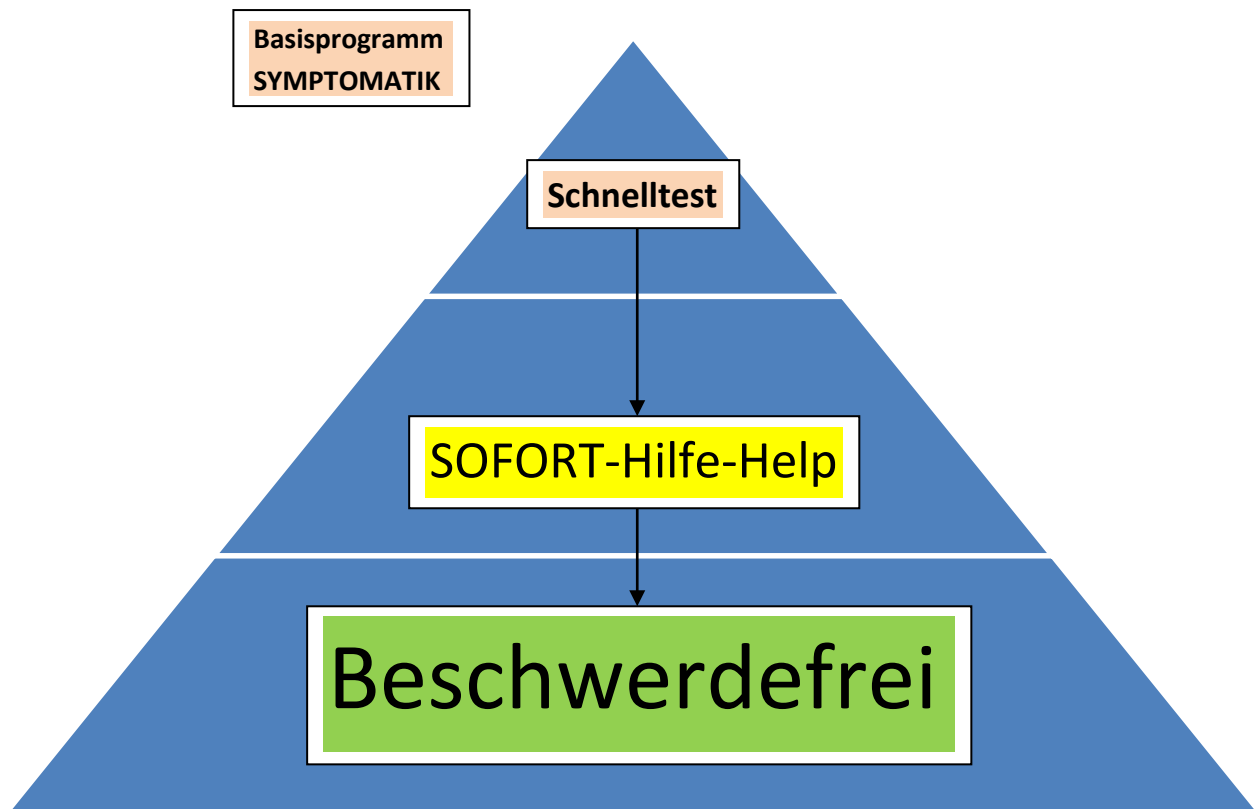 Basisprogramm
SYMPTOMATIK
Schnelltest
SOFORT-Hilfe-Help
Beschwerdefrei